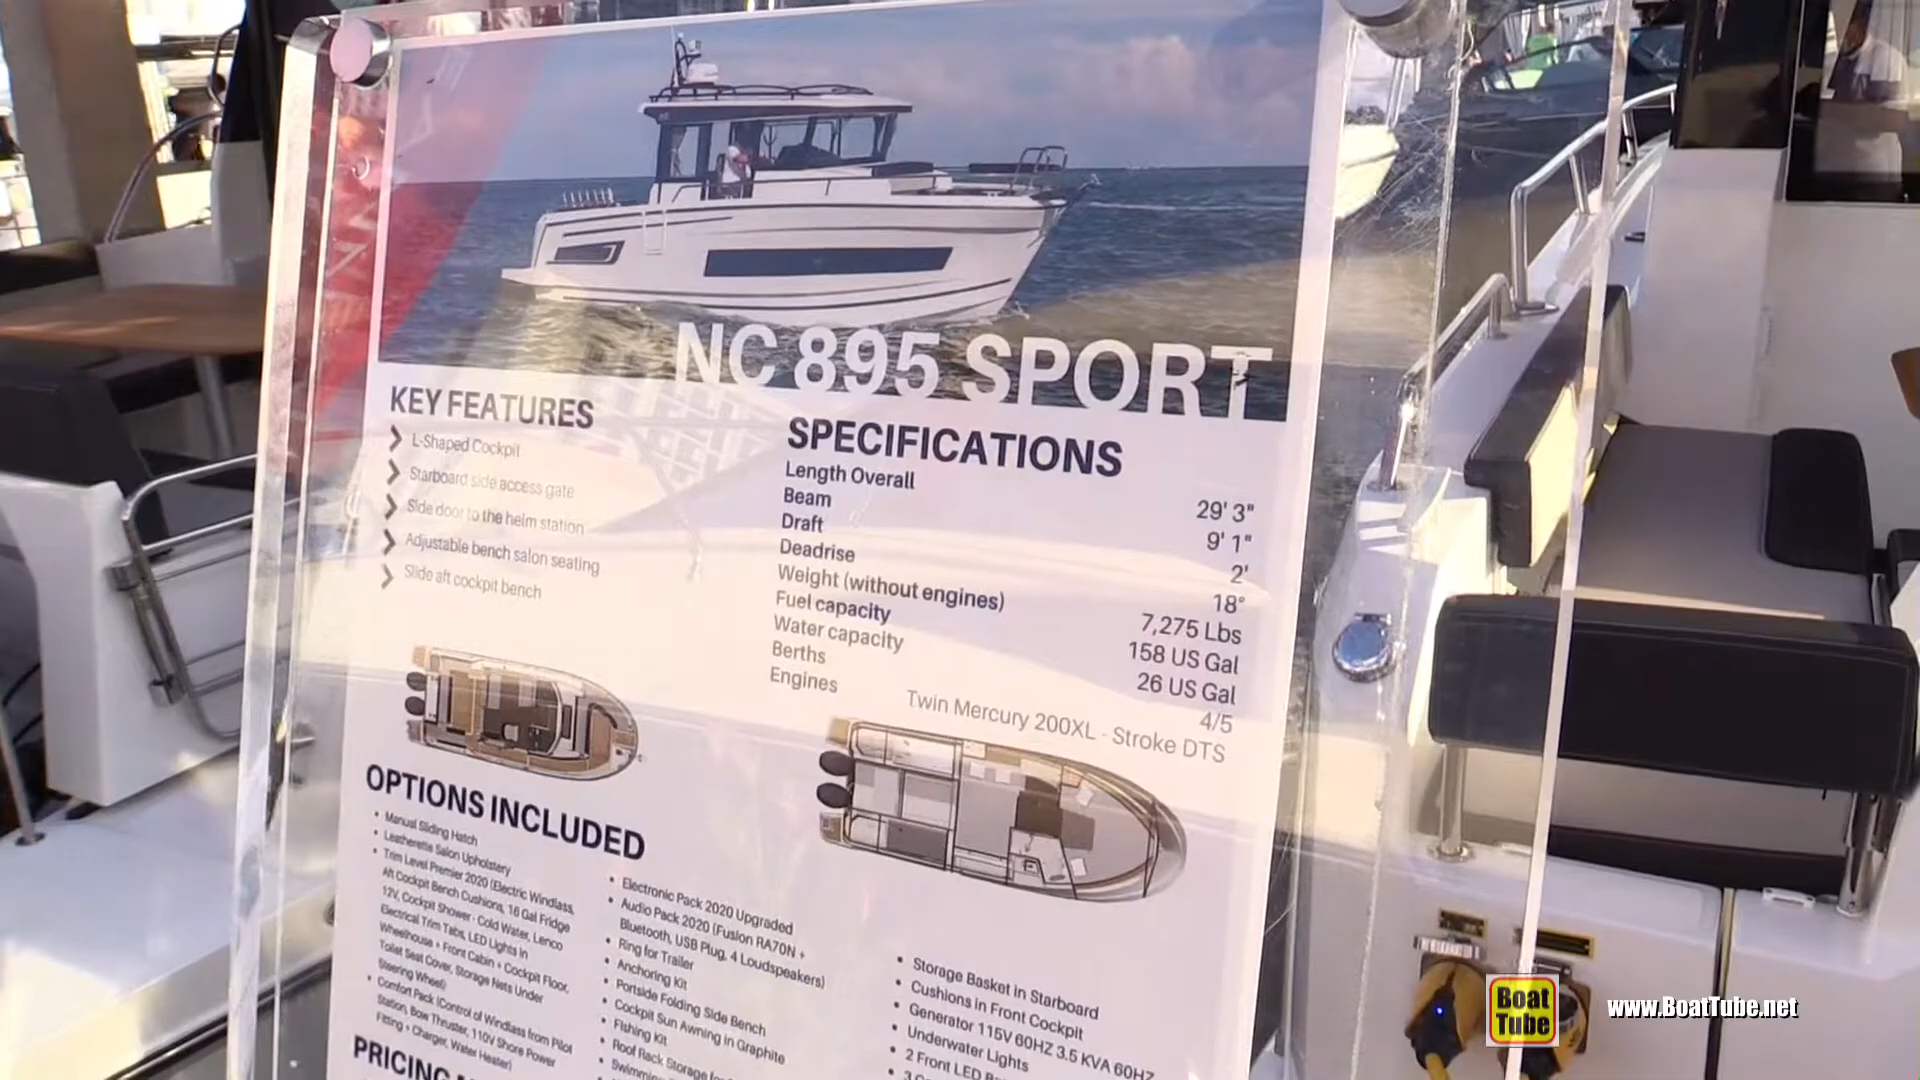 NC 895 SPORT
KEY FEATURES
L-Shaped Cockpit
Starboard side access gate
Side door to the helm station
Adjustable bench salon seating
Slide aft cockpit bench
SPECIFICATIONS
Length Overall 29' 3"
Beam 9' 1"
Draft 2'
Deadrise 18°
Weight (without engines) 7,275 Lbs
Fuel capacity 158 US Gal
Water capacity 26 US Gal
Berths 4/5
Engines Twin Mercury 200XL - Stroke DTS
OPTIONS INCLUDED
• Manual Sliding Hatch
• Leatherette Salon Upholstery
• Trim Level Premier 2020 (Electric Windlass,
Aft Cockpit Bench Cushions, 16 Gal Fridge
12V, Cockpit Shower - Cold Water, Lenco
Electrical Trim Tabs, LED Lights in
Wheelhouse + Front Cabin + Cockpit Floor,
Toilet Seat Cover, Storage Nets Under
Steering Wheel)
• Comfort Pack (Control of Windlass from Pilot
Station, Bow Thruster, 110V Shore Power
Fitting + Charger, Water Heater)
• Electronic Pack 2020 Upgraded
• Audio Pack 2020 (Fusion RA70N +
Bluetooth, USB Plug, 4 Loudspeakers)
• Ring for Trailer
• Anchoring Kit
• Portside Folding Side Bench
• Cockpit Sun Awning in Graphite
• Fishing Kit
• Roof Rack Storage
• Storage Basket in Starboard
• Cushions in Front Cockpit
• Generator 115V 60HZ 3.5 KVA 60HZ
• Underwater Lights
• 2 Front LED
PRICING
Boat
Tube
www.BoatTube.net